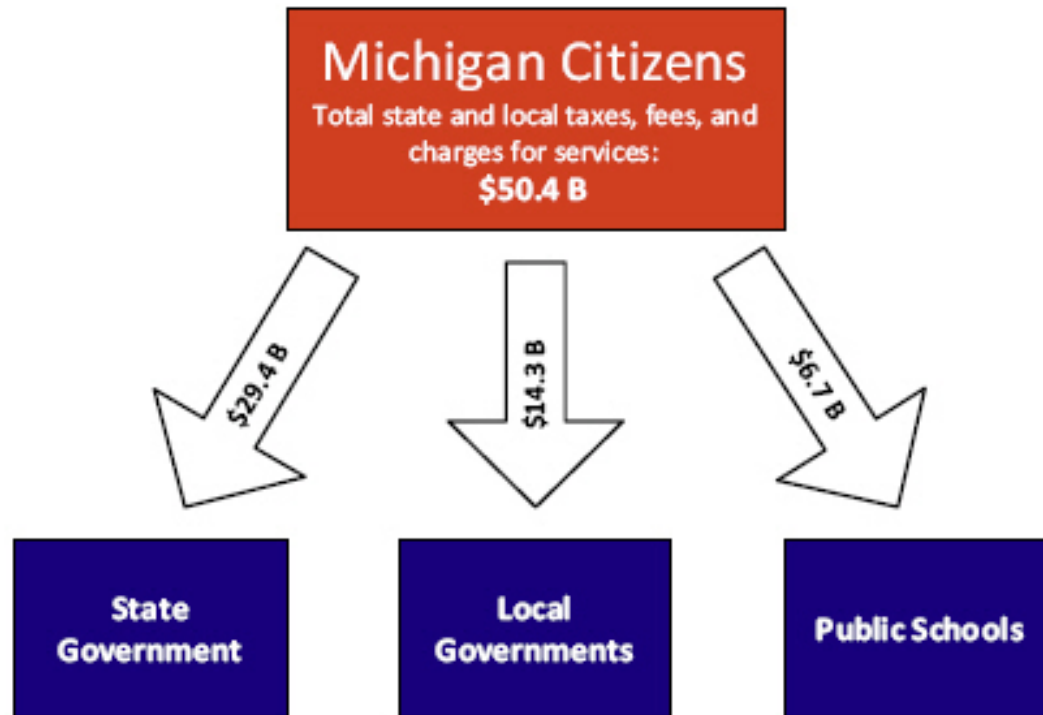 Michigan Citizens
Total state and local taxes, fees, and
charges for services:
$50.4 B
$29.4 B
$14.3 B
$6.7 B
State
Government
Local
Governments
Public Schools